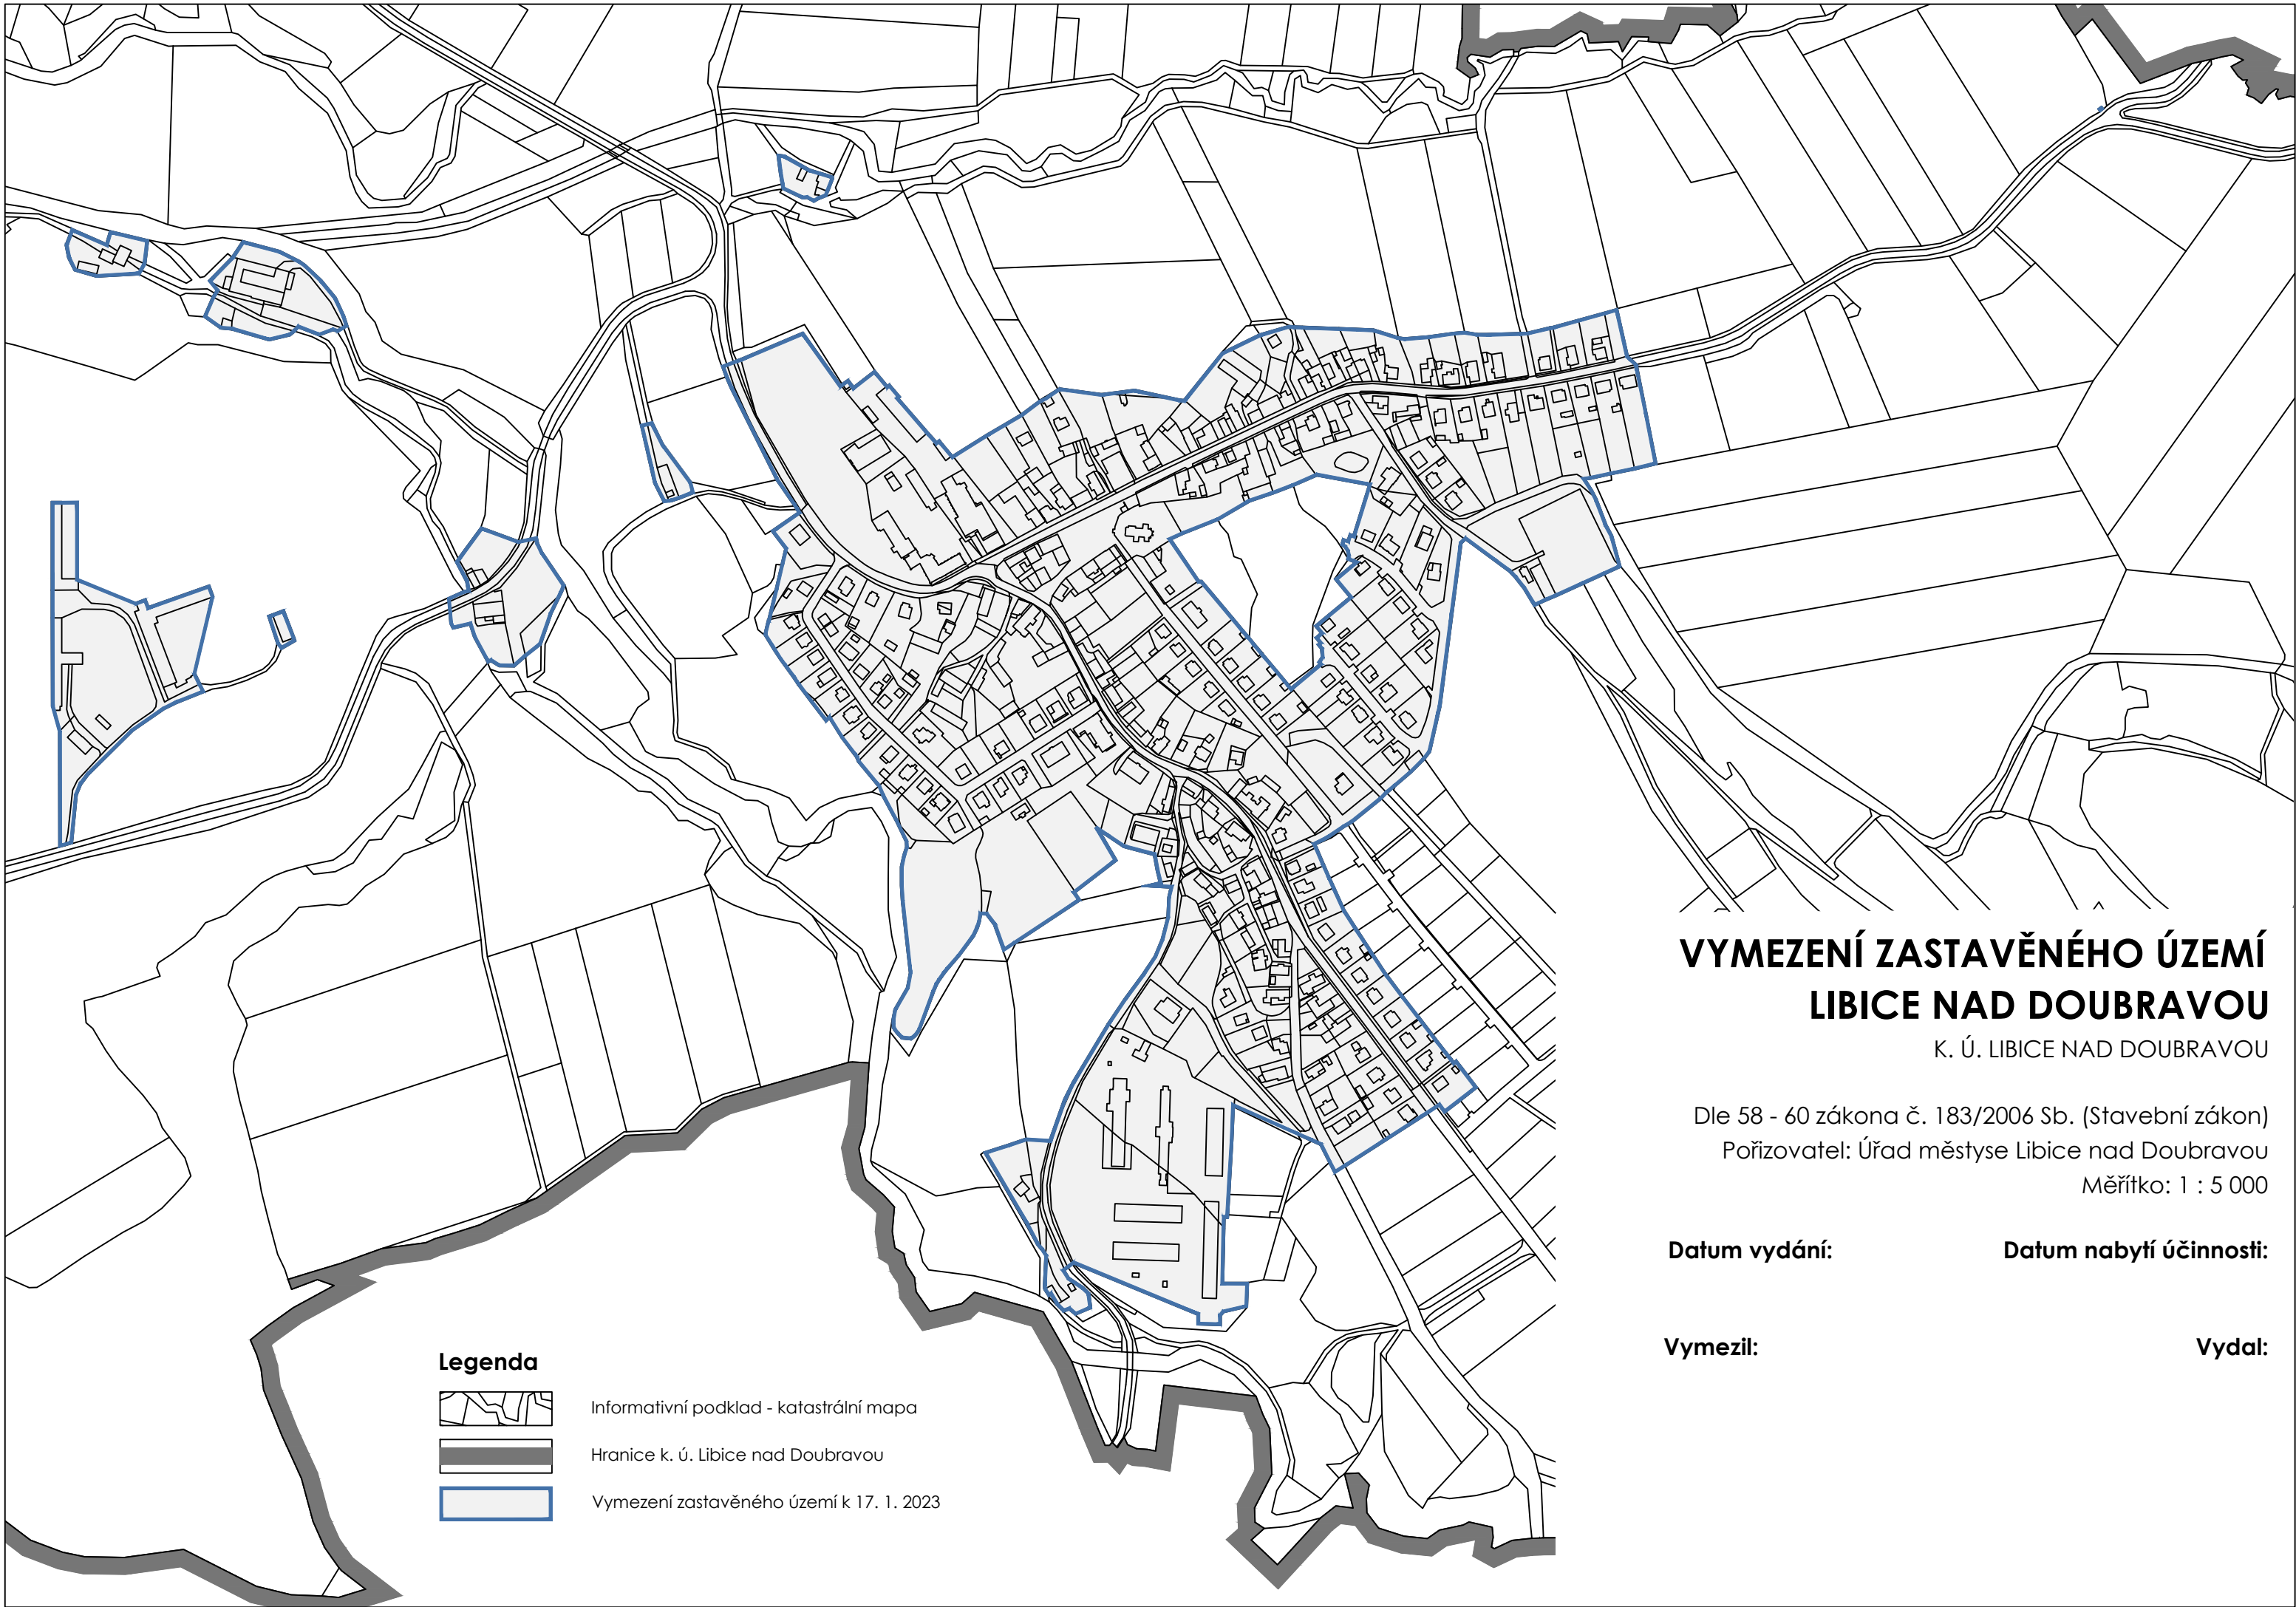 VYMEZENÍ ZASTAVĚNÉHO ÚZEMÍ
LIBICE NAD DOUBRAVOU
K. Ú. LIBICE NAD DOUBRAVOU
Dle 58 - 60 zákona č. 183/2006 Sb. (Stavební zákon)
Pořizovatel: Úřad městyse Libice nad Doubravou
Měřítko: 1 : 5 000
Datum vydání: Datum nabytí účinnosti:
Vymezil: Vydal:
Legenda
Informativní podklad - katastrální mapa
Hranice k. ú. Libice nad Doubravou
Vymezení zastavěného území k 17. 1. 2023